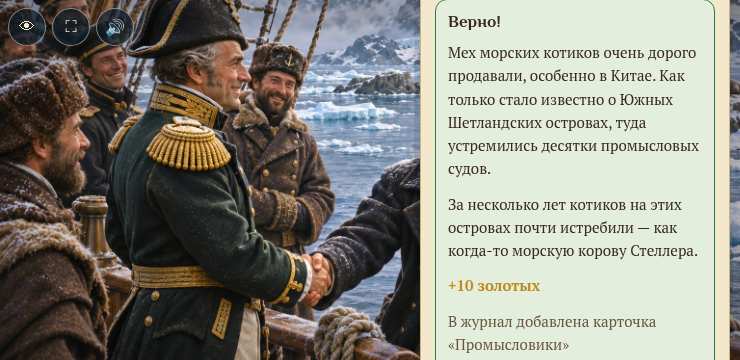 Верно!
Мех морских котиков очень дорого
продавали, особенно в Китае. Как
только стало известно о Южных
Шетландских островах, туда
устремились десятки промысловых
судов.
За несколько лет котиков на этих
островах почти истребили — как
когда-то морскую корову Стеллера.
+10 золотых
В журнал добавлена карточка
«Промысловики»